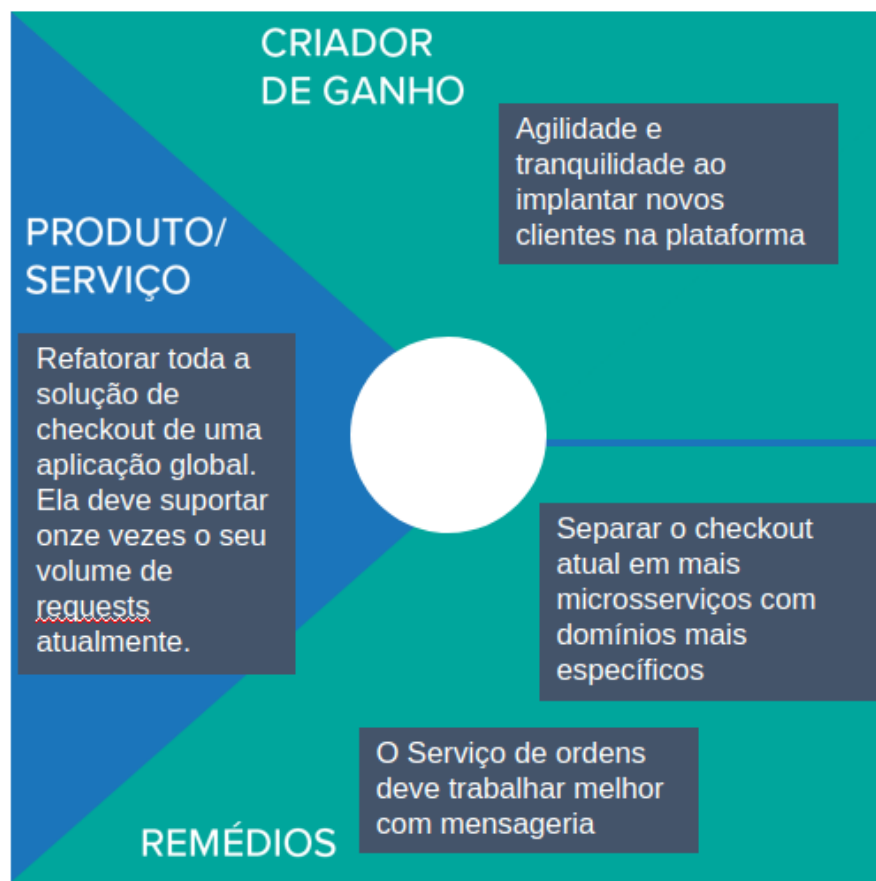 CRIADOR
DE GANHO
Agilidade e
tranquilidade ao
implantar novos
clientes na plataforma
PRODUTO/
SERVIÇO
Refatorar toda a
solução de
checkout de uma
aplicação global.
Ela deve suportar
onze vezes o seu
volume de
requests
atualmente.
Separar o checkout
atual em mais
microsserviços com
domínios mais
específicos
O Serviço de ordens
deve trabalhar melhor
com mensageria
REMÉDIOS